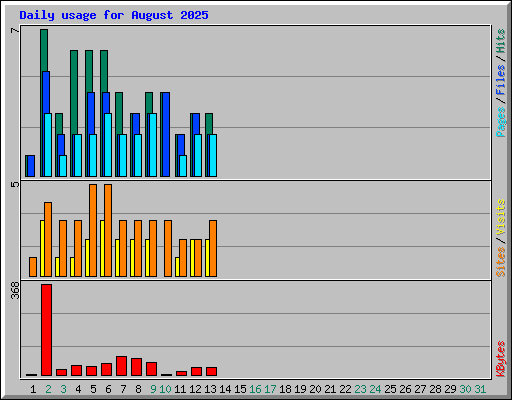 Daily usage for August 2025
7
Pages/Files/Hits
5
Sites/Visits
368
KBytes
1 2 3 4 5 6 7 8 9 10 11 12 13 14 15 16 17 18 19 20 21 22 23 24 25 26 27 28 29 30 31